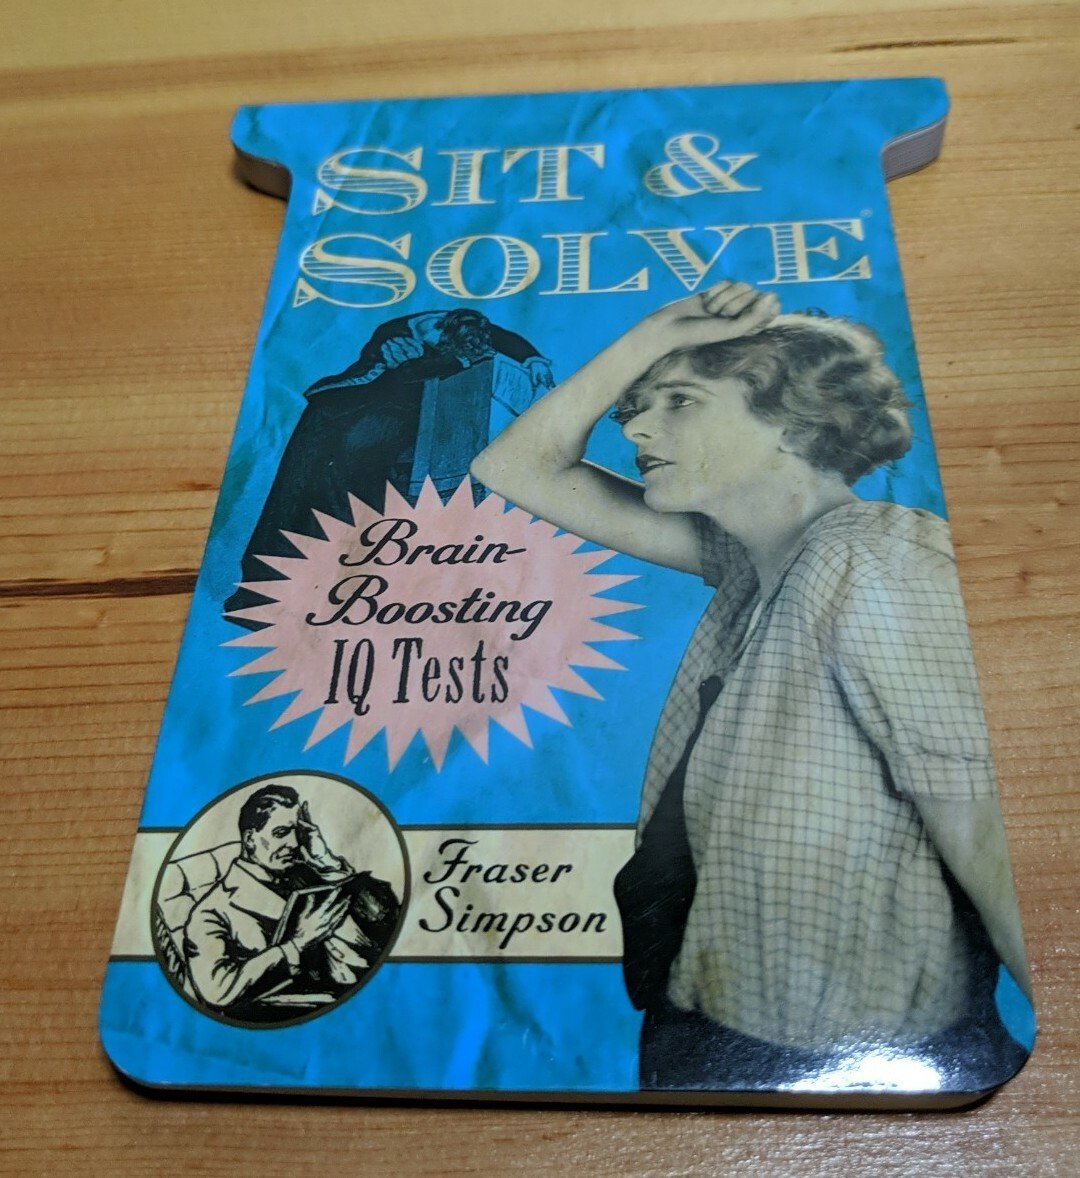 SIT &
SOLVE®
Brain-
Boosting
IQ Tests
Fraser
Simpson